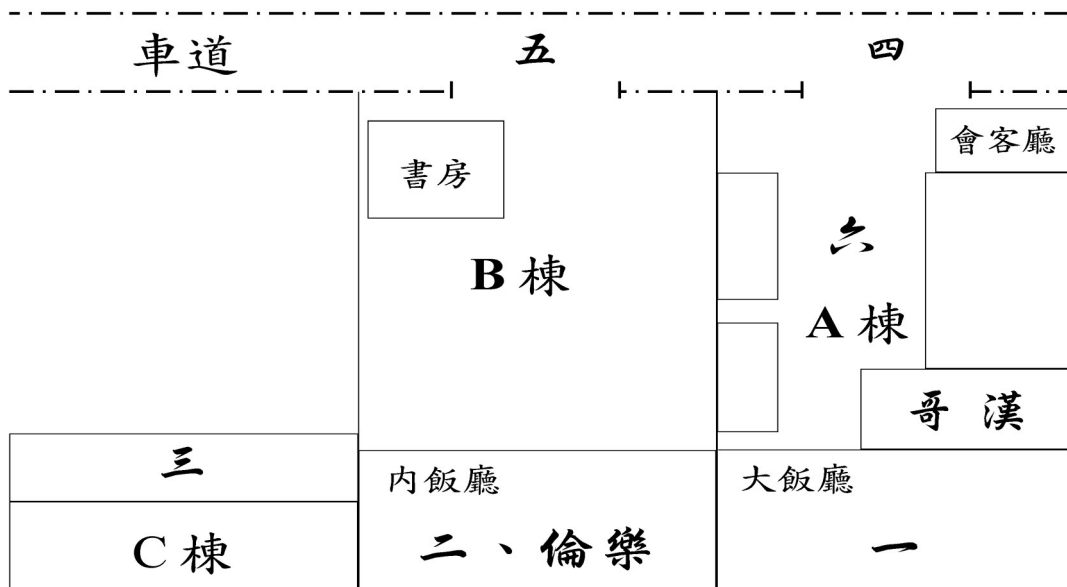 車道
五
四
書房
會客廳
六
B 棟
A 棟
哥 漢
三
內飯廳
大飯廳
C 棟
二、倫樂
一